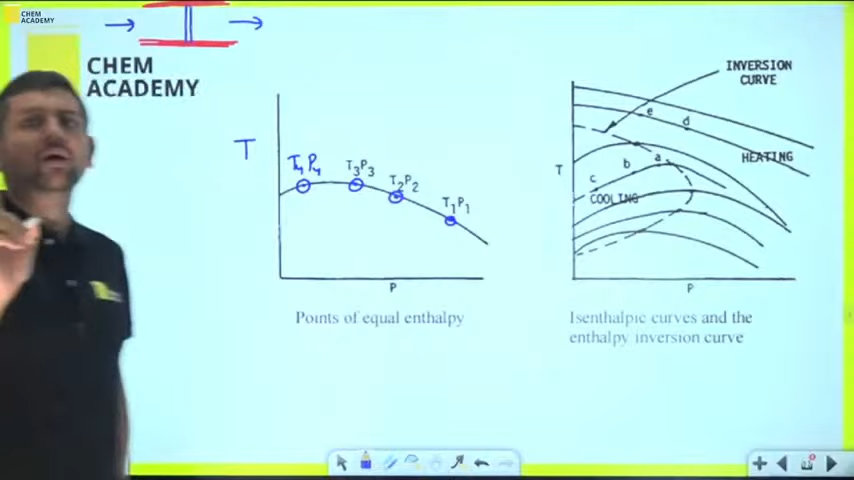 CHEM
ACADEMY
CHEM
ACADEMY
T
T₄P₄
T₃P₃
T₂P₂
T₁P₁
P
Points of equal enthalpy
INVERSION
CURVE
e
d
HEATING
T
a
b
c
COOLING
P
Isenthalpic curves and the
enthalpy inversion curve